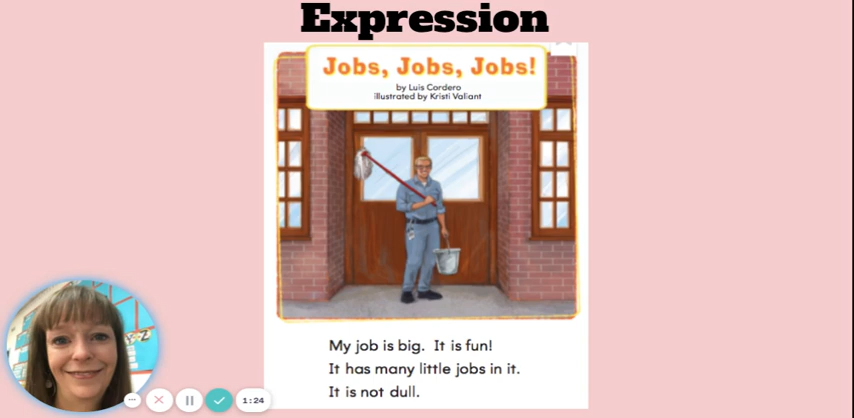 Expression
Jobs, Jobs, Jobs!
by Luis Cordero
illustrated by Kristi Valiant
My job is big. It is fun!
It has many little jobs in it.
It is not dull.
1:24